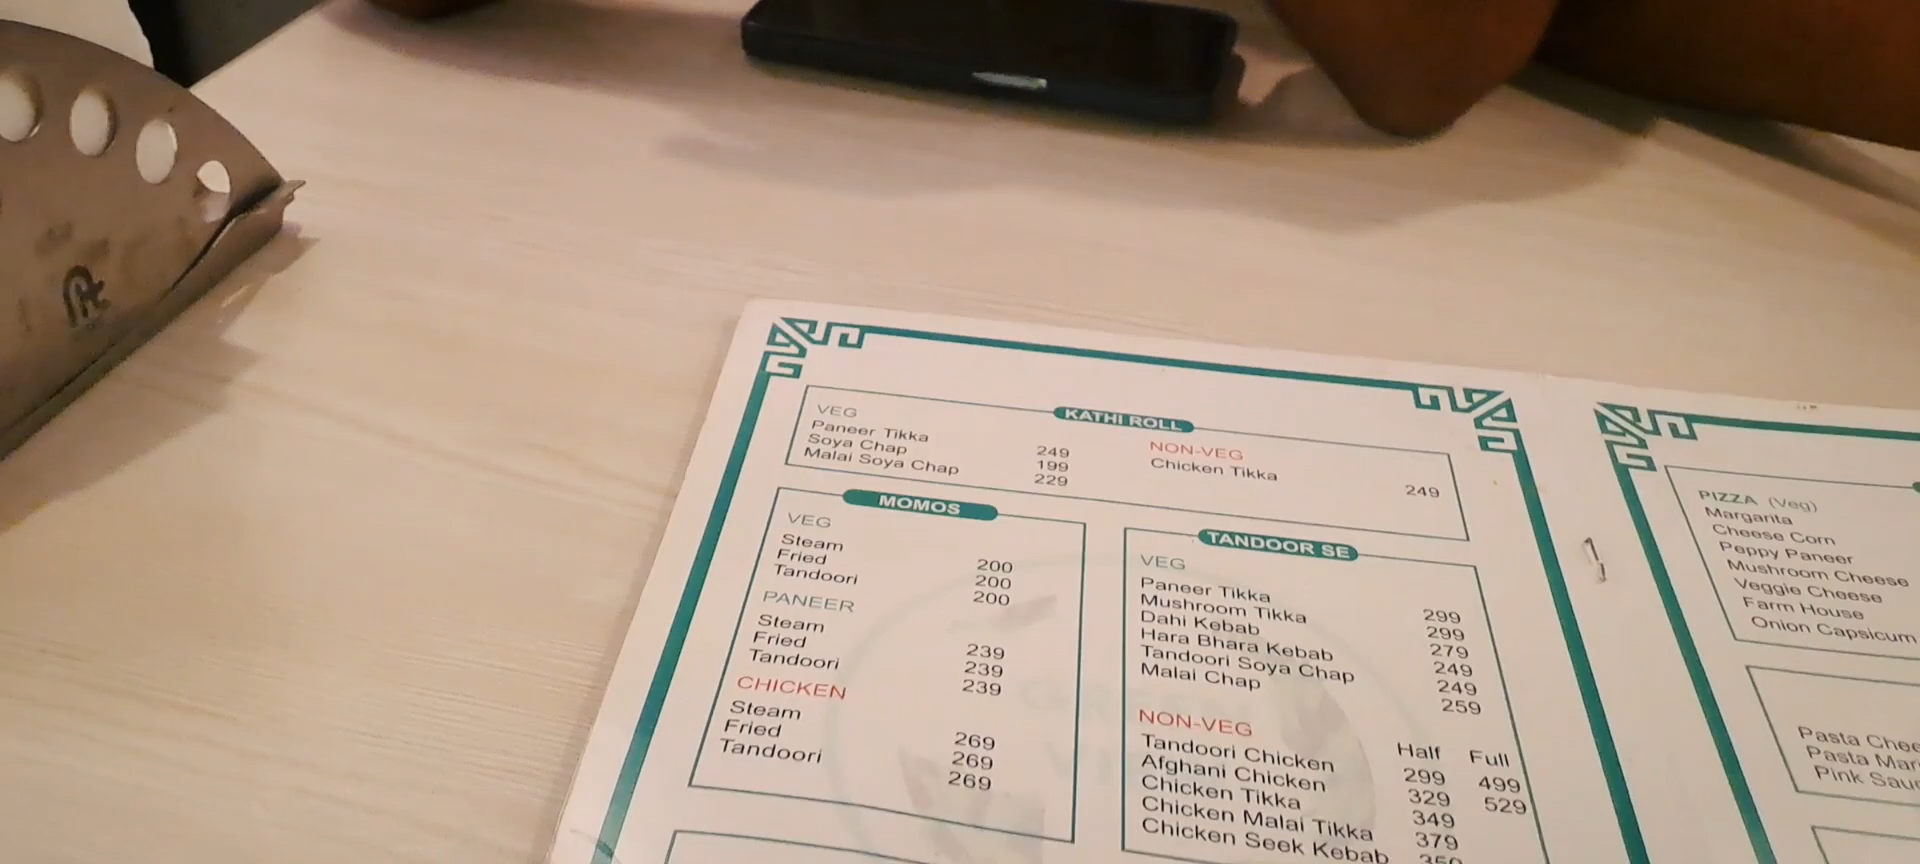 KATHI ROLL
VEG
Paneer Tikka 249
Soya Chap 199
Malai Soya Chap 229
NON-VEG
Chicken Tikka 249
MOMOS
VEG
Steam 200
Fried 200
Tandoori 200
PANEER
Steam 239
Fried 239
Tandoori 239
CHICKEN
Steam 269
Fried 269
Tandoori 269
TANDOOR SE
VEG
Paneer Tikka 299
Mushroom Tikka 299
Dahi Kebab 279
Hara Bhara Kebab 249
Tandoori Soya Chap 249
Malai Chap 259
NON-VEG Half Full
Tandoori Chicken 299 499
Afghani Chicken 329 529
Chicken Tikka 349
Chicken Malai Tikka 379
Chicken Seek Kebab
PIZZA (Veg)
Margarita
Cheese Corn
Peppy Paneer
Mushroom Cheese
Veggie Cheese
Farm House
Onion Capsicum
Pasta
Pasta
Pink